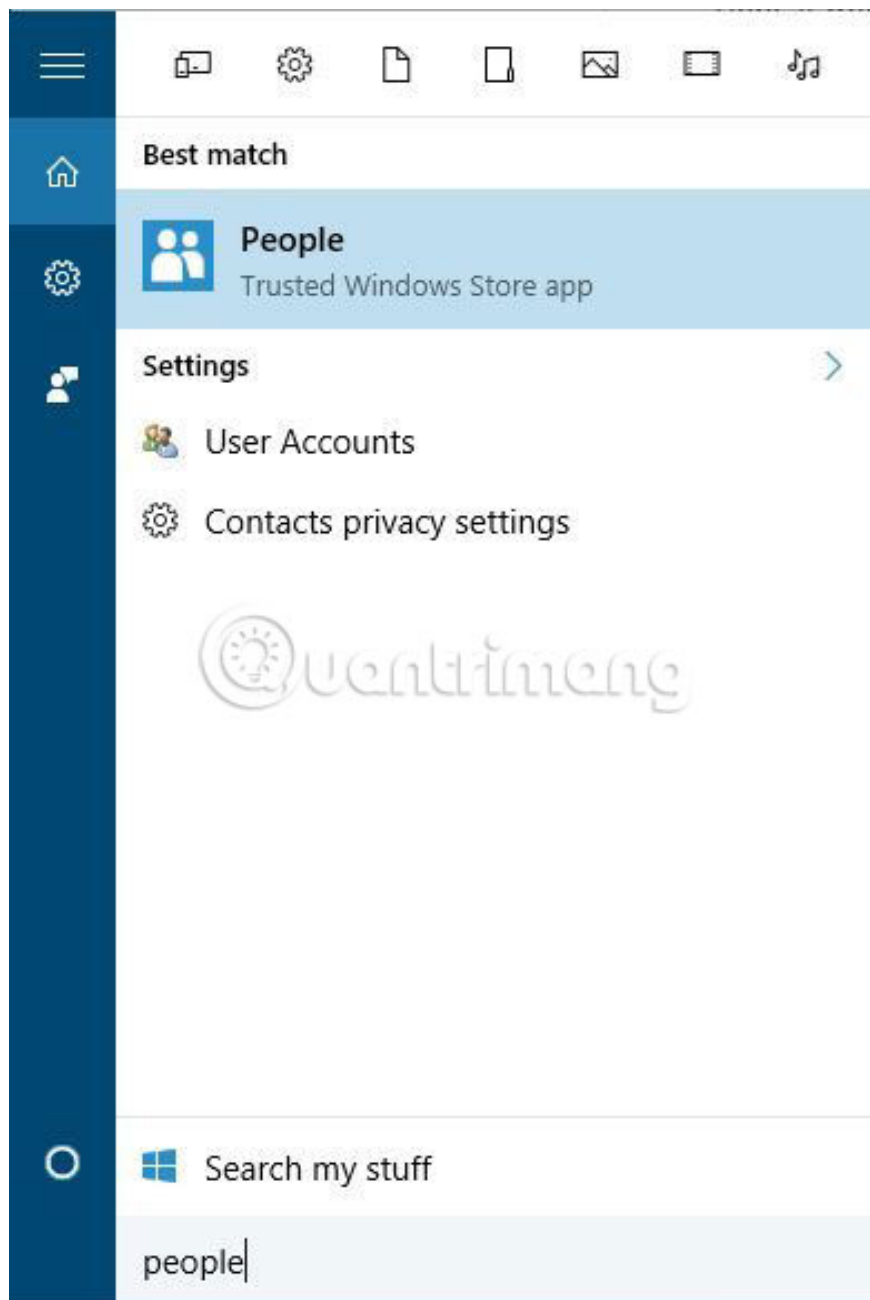 Best match
People
Trusted Windows Store app
Settings
User Accounts
Contacts privacy settings
Quantrimang
Search my stuff
people